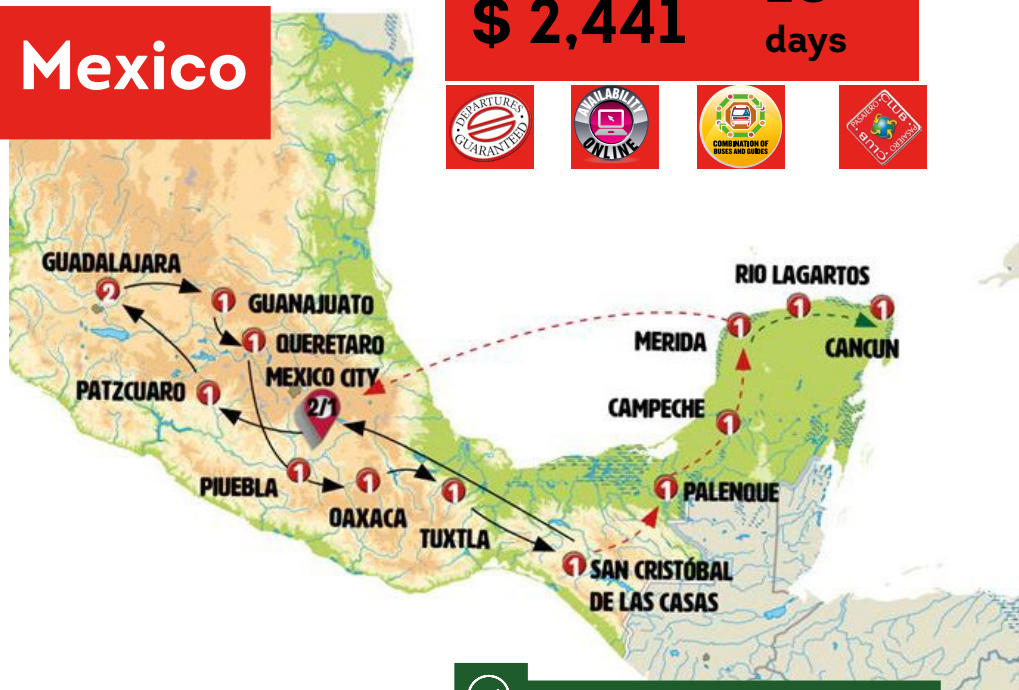 Mexico
$ 2,441
days
DEPARTURES
GUARANTEED
AVAILABILITY
ONLINE
COMBINATION OF
BUSES AND GUIDES
PASAJERO CLUB
PASAJERO CLUB
RIO LAGARTOS
1
1
GUADALAJARA
2
1
GUANAJUATO
MERIDA
1
CANCUN
1
QUERETARO
MEXICO CITY
PATZCUARO
1
2/1
CAMPECHE
1
PIUEBLA
1
1
OAXACA
1
TUXTLA
1
PALENQUE
1
SAN CRISTÓBAL
DE LAS CASAS